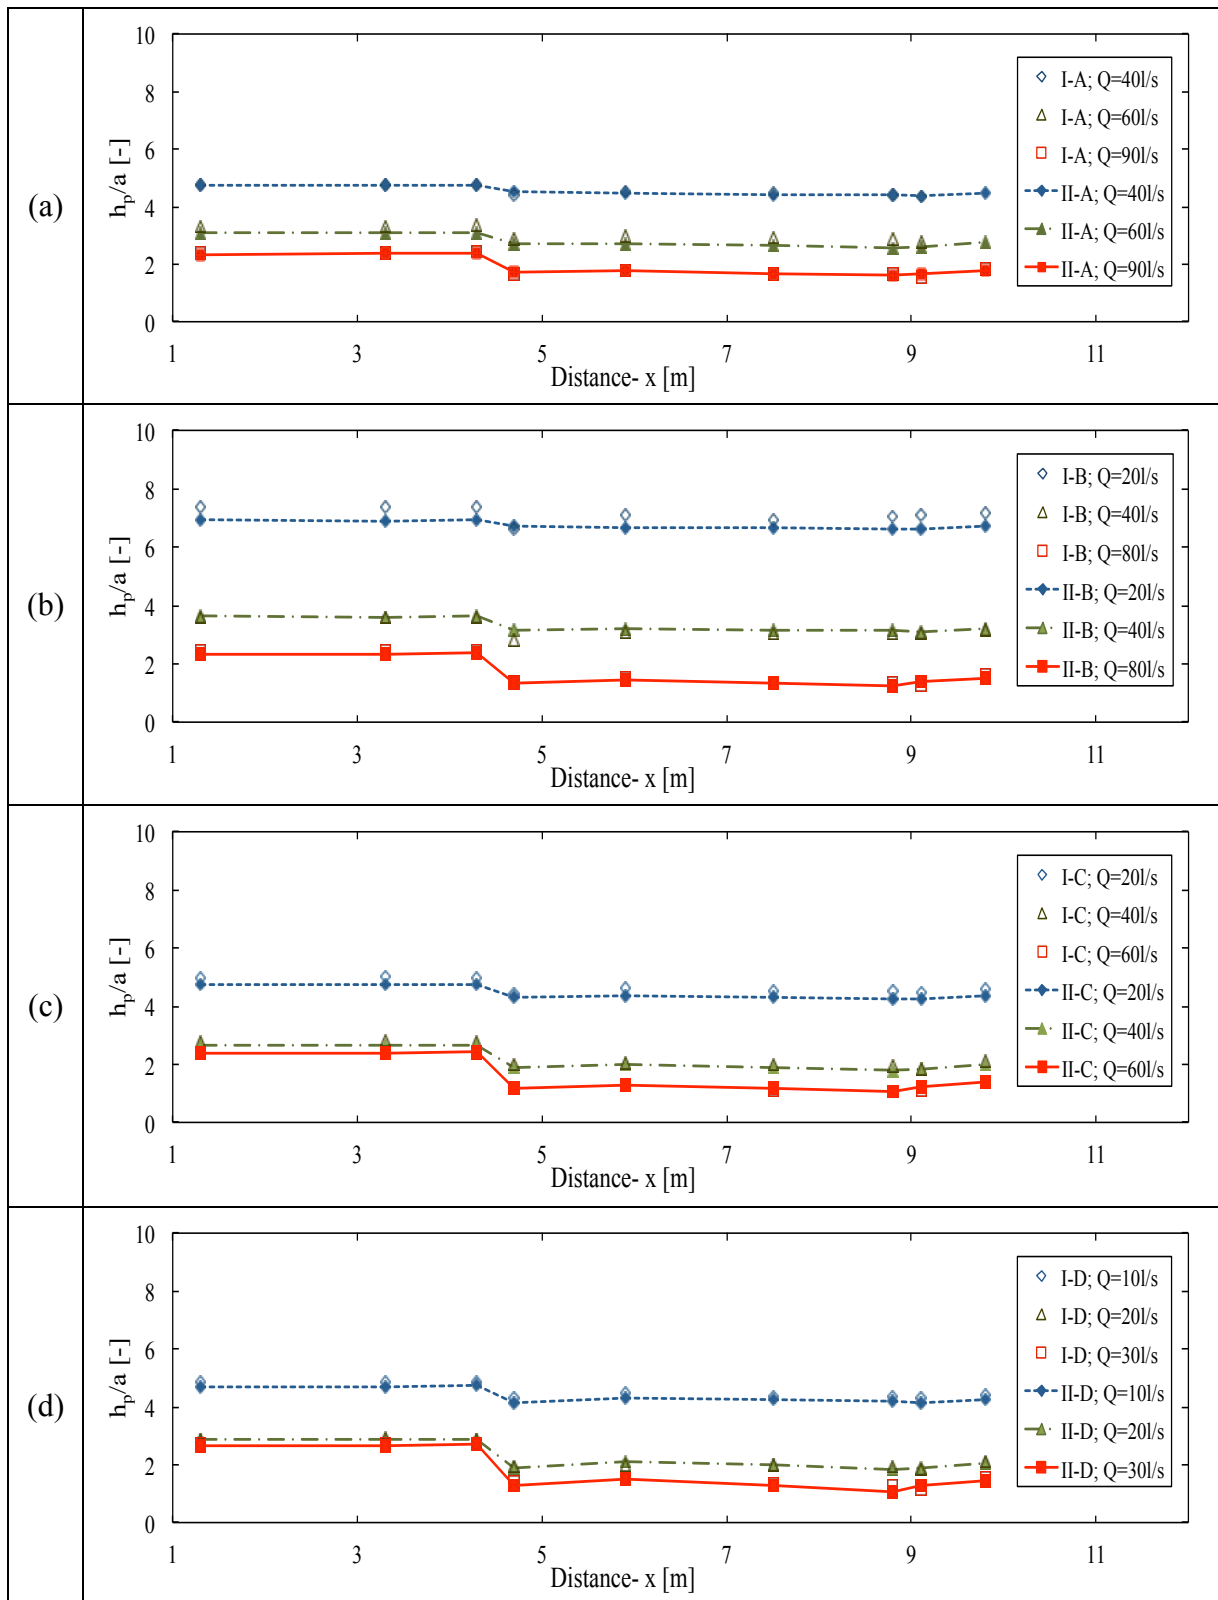 (a)
10
8
6
4
2
0
hp/a [-]
1 3 5 7 9 11
Distance- x [m]
I-A; Q=40l/s
I-A; Q=60l/s
I-A; Q=90l/s
II-A; Q=40l/s
II-A; Q=60l/s
II-A; Q=90l/s
(b)
10
8
6
4
2
0
hp/a [-]
1 3 5 7 9 11
Distance- x [m]
I-B; Q=20l/s
I-B; Q=40l/s
I-B; Q=80l/s
II-B; Q=20l/s
II-B; Q=40l/s
II-B; Q=80l/s
(c)
10
8
6
4
2
0
hp/a [-]
1 3 5 7 9 11
Distance- x [m]
I-C; Q=20l/s
I-C; Q=40l/s
I-C; Q=60l/s
II-C; Q=20l/s
II-C; Q=40l/s
II-C; Q=60l/s
(d)
10
8
6
4
2
0
hp/a [-]
1 3 5 7 9 11
Distance- x [m]
I-D; Q=10l/s
I-D; Q=20l/s
I-D; Q=30l/s
II-D; Q=10l/s
II-D; Q=20l/s
II-D; Q=30l/s